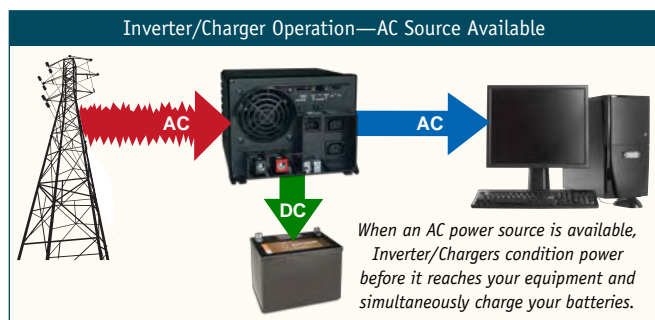 Inverter/Charger Operation—AC Source Available
AC
AC
DC
When an AC power source is available,
Inverter/Chargers condition power
before it reaches your equipment and
simultaneously charge your batteries.